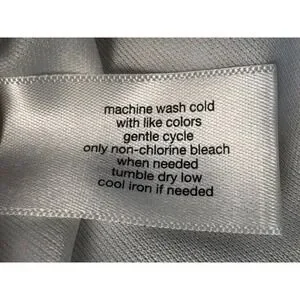 machine wash cold
with like colors
gentle cycle
only non-chlorine bleach
when needed
tumble dry low
cool iron if needed